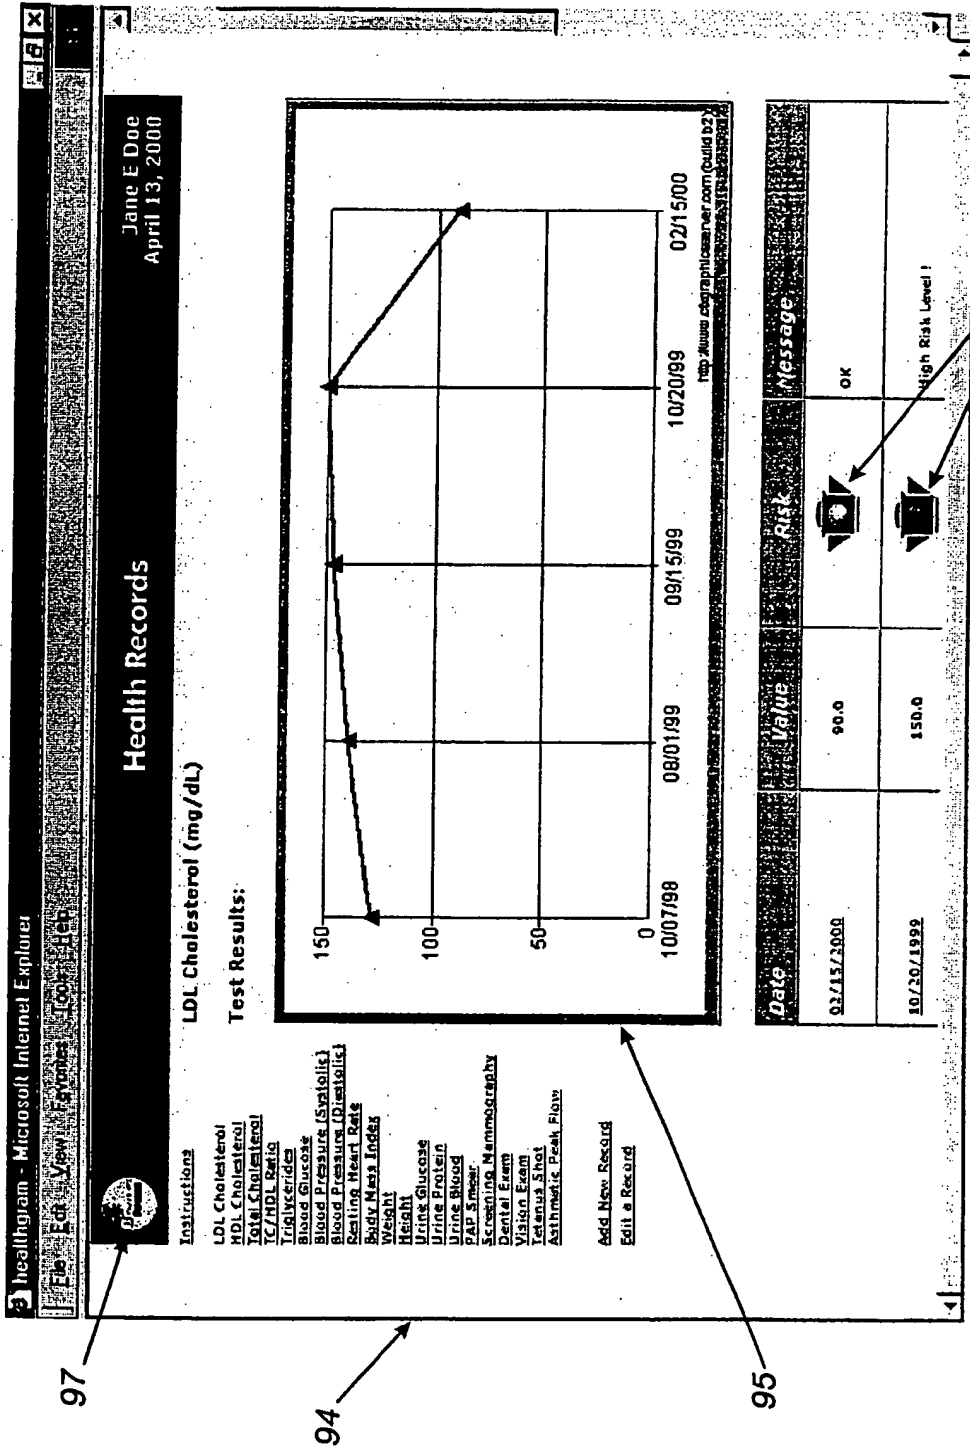 healthgram - Microsoft Internet Explorer
File Edit View Favorites Tools Help
Health Records
Jane E Doe
April 13, 2000
Instructions
LDL Cholesterol
HDL Cholesterol
Total Cholesterol
TC/HDL Ratio
Triglycerides
Blood Glucose
Blood Pressure (Systolic)
Blood Pressure (Diastolic)
Resting Heart Rate
Body Mass Index
Weight
Height
Urine Glucose
Urine Protein
Urine Blood
PAP Smear
Screening Mammography
Dental Exam
Vision Exam
Tetanus Shot
Asthmatic Peak Flow
Add New Record
Edit a Record
LDL Cholesterol (mg/dL)
Test Results:
150
100
50
0
10/07/98 08/01/99 09/15/99 10/20/99 02/15/00
(build b2)
Date Value Risk Message
02/15/2000 90.0 OK
10/20/1999 150.0 High Risk Level !
97
94
95